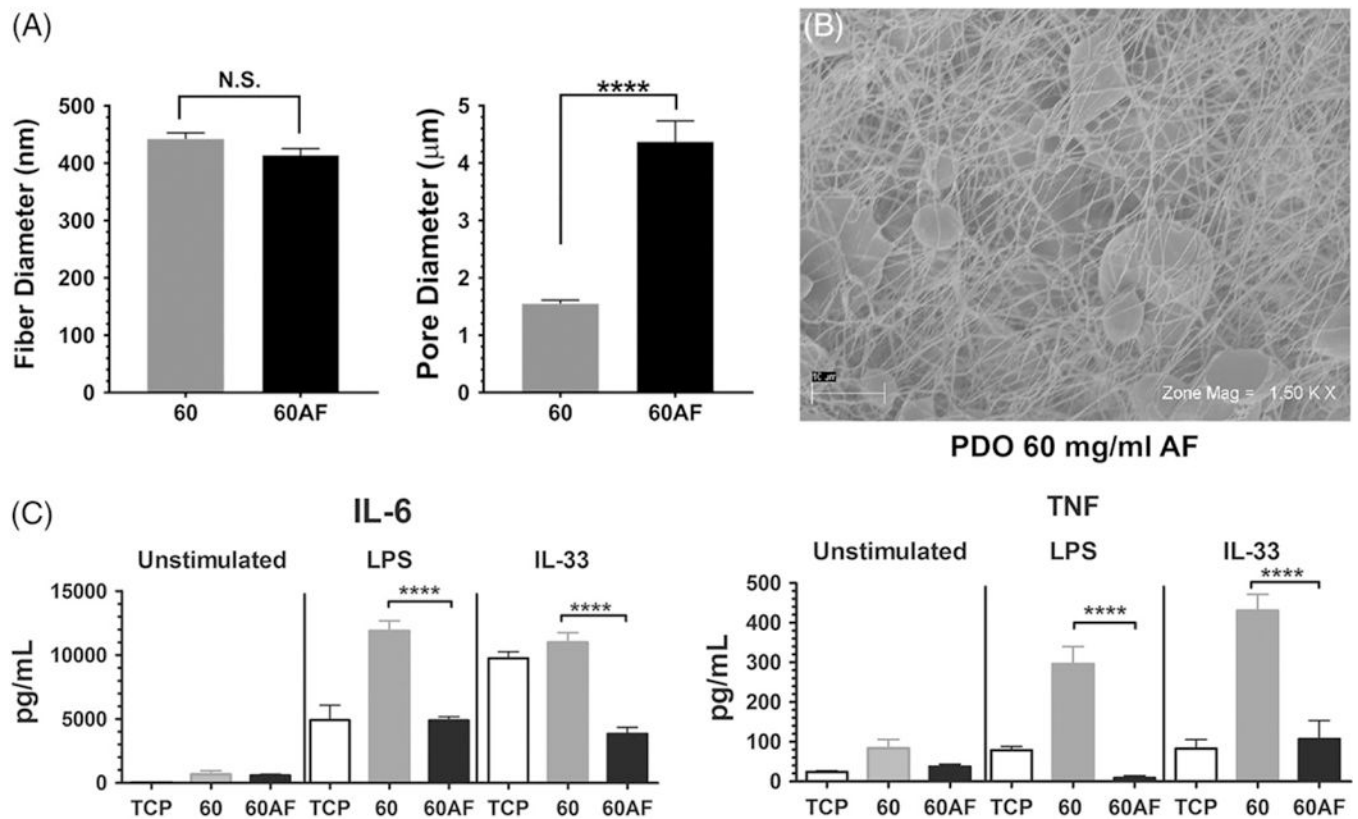 (A)
N.S.
Fiber Diameter (nm)
500
400
300
200
100
0
60 60AF
****
Pore Diameter (μm)
5
4
3
2
1
0
60 60AF
(B)
10 μm
Zone Mag = 1.50 K X
PDO 60 mg/ml AF
(C)
IL-6
Unstimulated LPS IL-33
pg/mL
15000
10000
5000
0
**** ****
TCP 60 60AF TCP 60 60AF TCP 60 60AF
TNF
Unstimulated LPS IL-33
pg/mL
500
400
300
200
100
0
**** ****
TCP 60 60AF TCP 60 60AF TCP 60 60AF